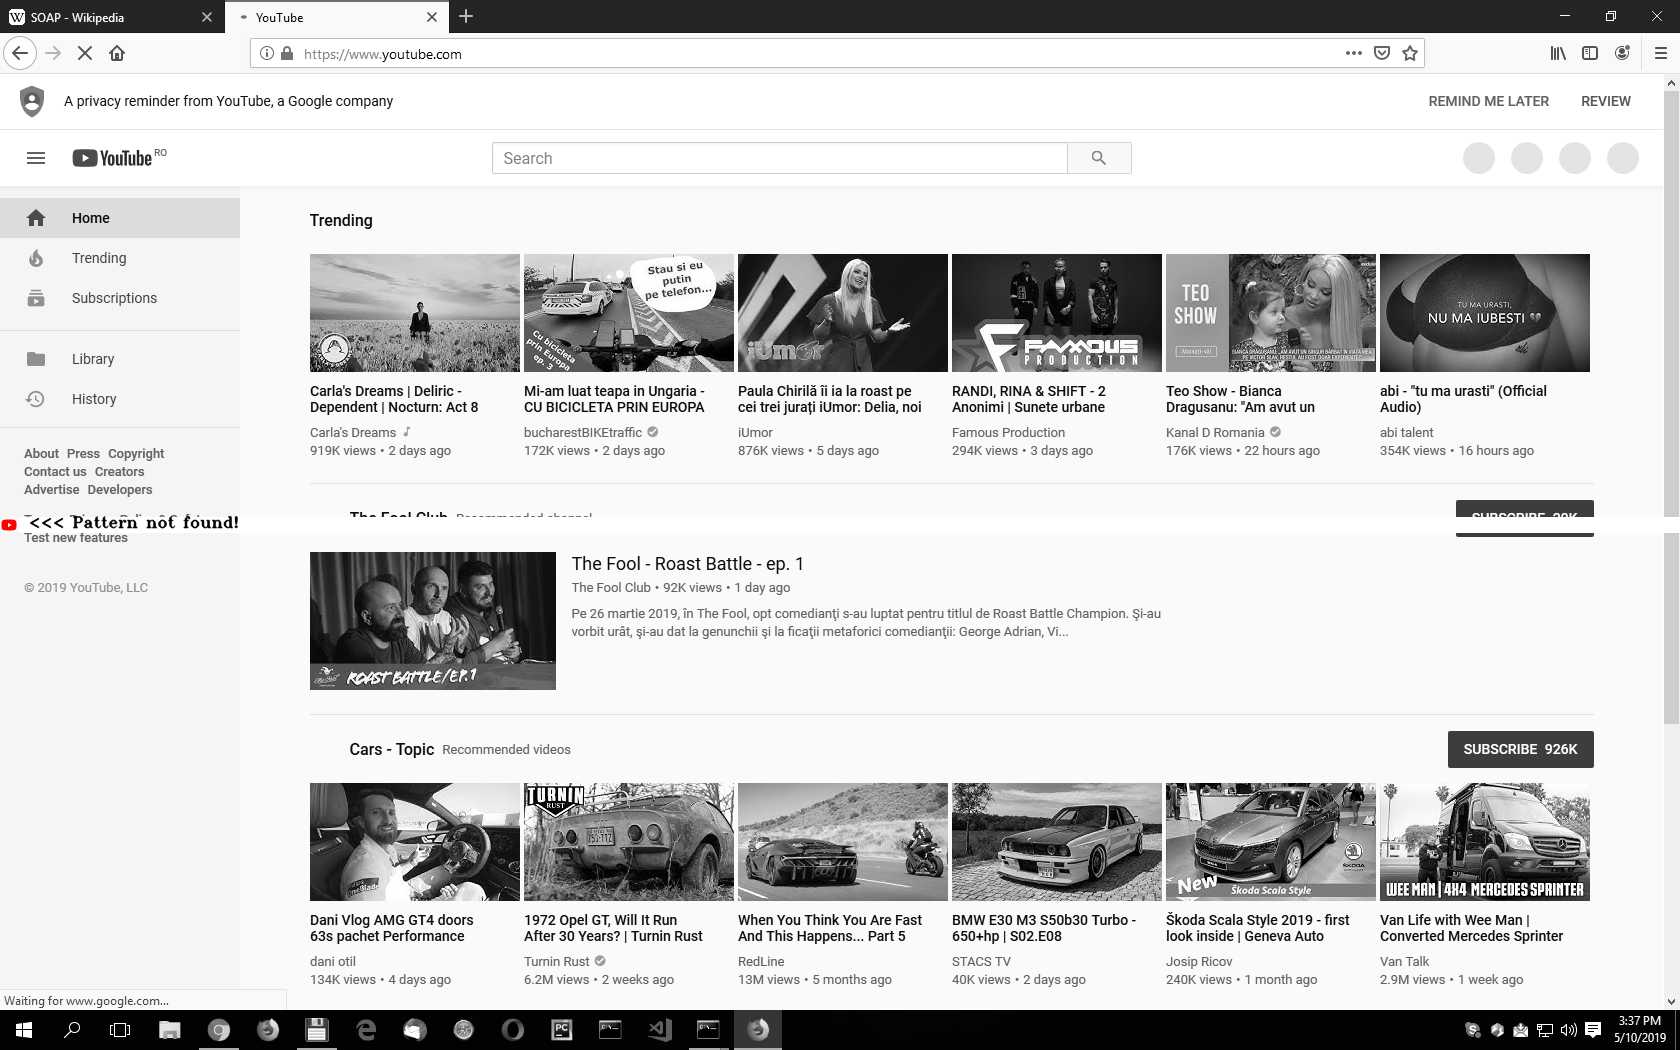 SOAP - Wikipedia
YouTube
https://www.youtube.com
A privacy reminder from YouTube, a Google company
REMIND ME LATER REVIEW
YouTube RO
Search
Home
Trending
Subscriptions
Library
History
About Press Copyright
Contact us Creators
Advertise Developers
<<< Pattern not found!
Test new features
© 2019 YouTube, LLC
Trending
Stau si eu
putin
pe telefon...
Cu bicicleta
prin Europa
ep. 3
iUmor
FAMOUS
PRODUCTION
TEO
SHOW
TU MA URASTI,
NU MA IUBESTI
Carla's Dreams | Deliric -
Dependent | Nocturn: Act 8
Carla's Dreams
919K views • 2 days ago
Mi-am luat teapa in Ungaria -
CU BICICLETA PRIN EUROPA
bucharestBIKEtraffic
172K views • 2 days ago
Paula Chirilă îi ia la roast pe
cei trei jurați iUmor: Delia, noi
iUmor
876K views • 5 days ago
RANDI, RINA & SHIFT - 2
Anonimi | Sunete urbane
Famous Production
294K views • 3 days ago
Teo Show - Bianca
Dragusanu: "Am avut un
Kanal D Romania
176K views • 22 hours ago
abi - "tu ma urasti" (Official
Audio)
abi talent
354K views • 16 hours ago
The Fool Club Recommended channel
SUBSCRIBE 20K
ROAST BATTLE/EP.1
The Fool - Roast Battle - ep. 1
The Fool Club • 92K views • 1 day ago
Pe 26 martie 2019, în The Fool, opt comedianţi s-au luptat pentru titlul de Roast Battle Champion. Şi-au
vorbit urât, şi-au dat la genunchii şi la ficaţii metaforici comedianţii: George Adrian, Vi...
Cars - Topic Recommended videos
SUBSCRIBE 926K
TURNIN
RUST
New
Škoda Scala Style
ŠKODA
WEE MAN | 4X4 MERCEDES SPRINTER
Dani Vlog AMG GT4 doors
63s pachet Performance
dani otil
134K views • 4 days ago
1972 Opel GT, Will It Run
After 30 Years? | Turnin Rust
Turnin Rust
6.2M views • 2 weeks ago
When You Think You Are Fast
And This Happens... Part 5
RedLine
13M views • 5 months ago
BMW E30 M3 S50b30 Turbo -
650+hp | S02.E08
STACS TV
40K views • 2 days ago
Škoda Scala Style 2019 - first
look inside | Geneva Auto
Josip Ricov
240K views • 1 month ago
Van Life with Wee Man |
Converted Mercedes Sprinter
Van Talk
2.9M views • 1 week ago
Waiting for www.google.com...
3:37 PM
5/10/2019